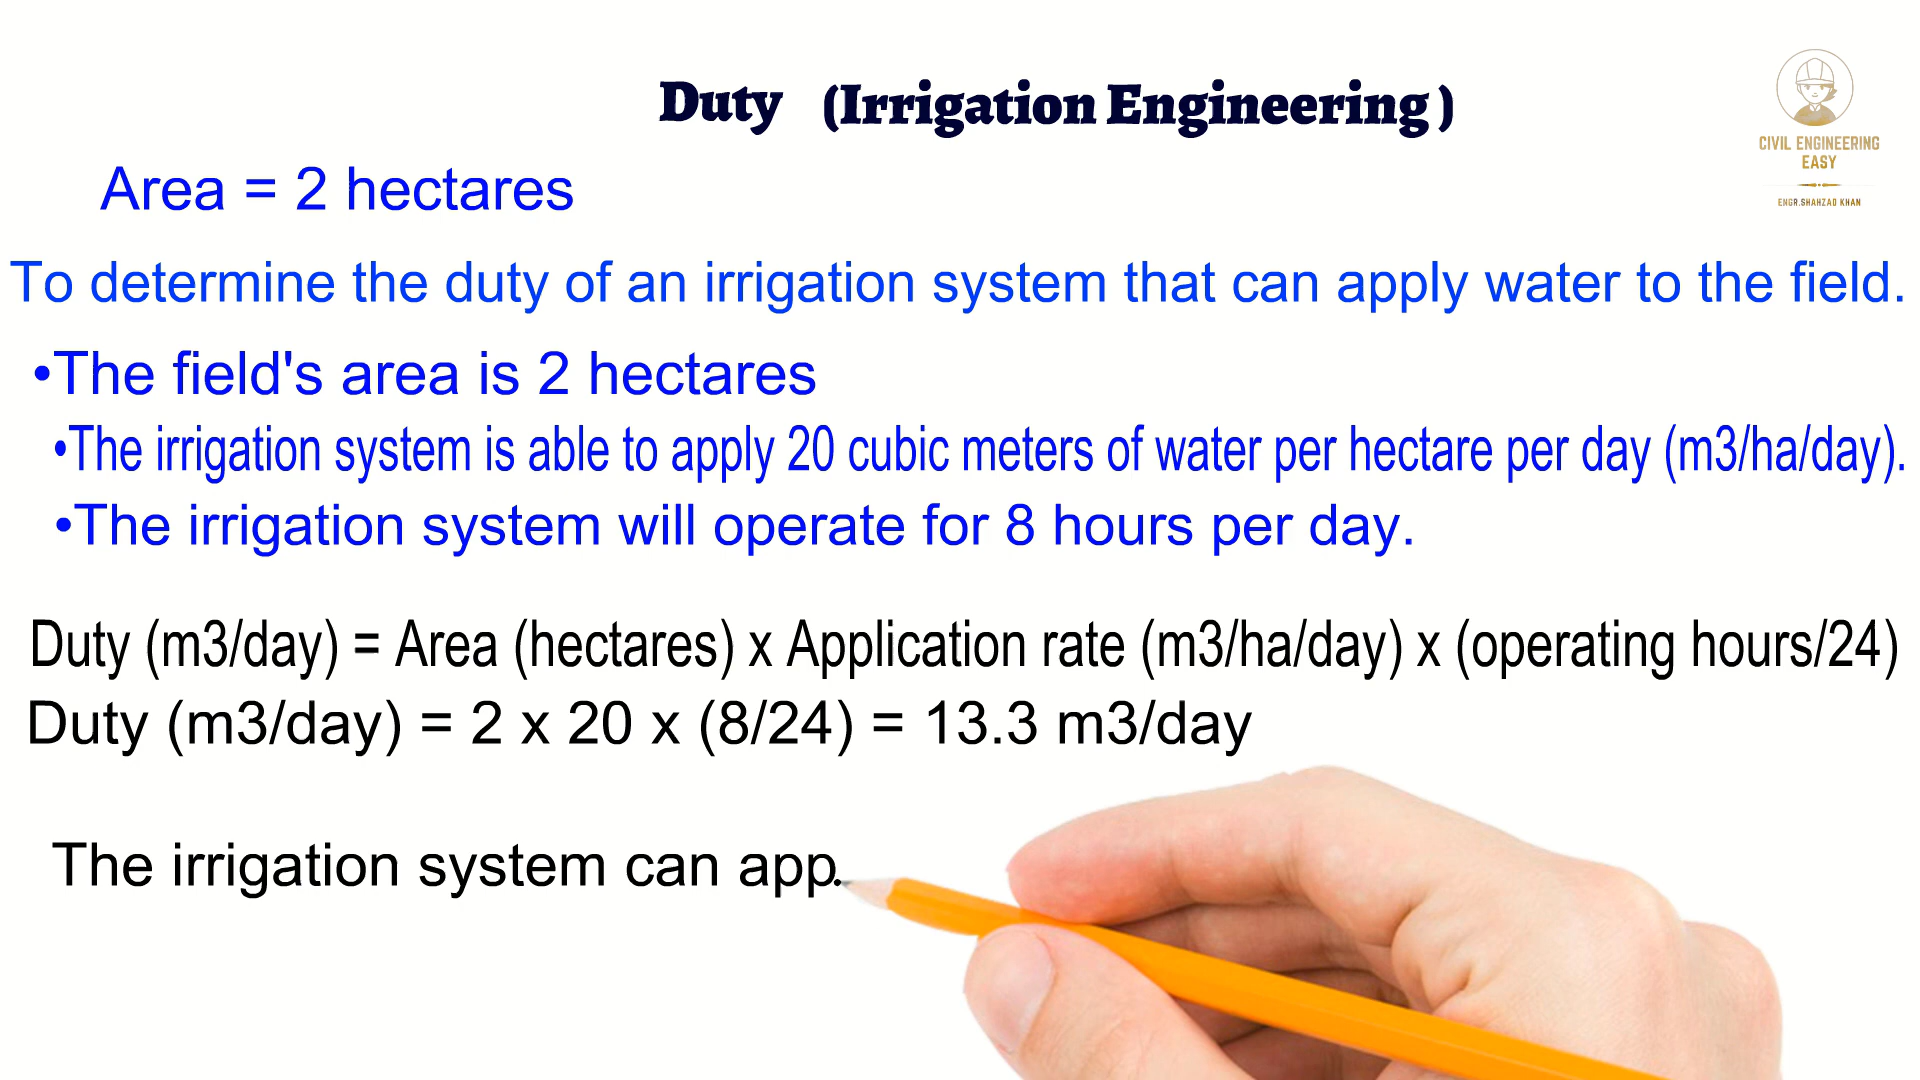 Duty (Irrigation Engineering )
CIVIL ENGINEERING
EASY
ENGR.SHAHZAD KHAN
Area = 2 hectares
To determine the duty of an irrigation system that can apply water to the field.
•The field's area is 2 hectares
•The irrigation system is able to apply 20 cubic meters of water per hectare per day (m3/ha/day).
•The irrigation system will operate for 8 hours per day.
Duty (m3/day) = Area (hectares) x Application rate (m3/ha/day) x (operating hours/24)
Duty (m3/day) = 2 x 20 x (8/24) = 13.3 m3/day
The irrigation system can app